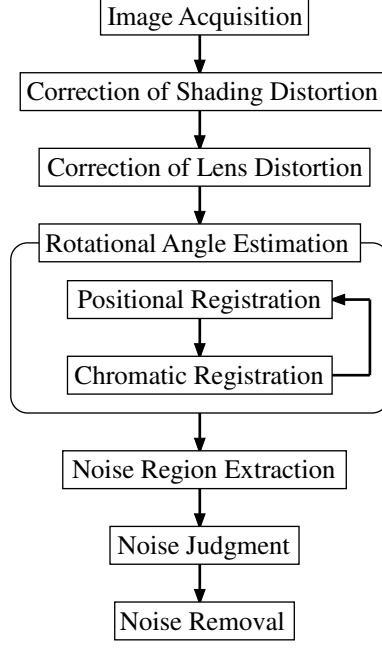 Image Acquisition
Correction of Shading Distortion
Correction of Lens Distortion
Rotational Angle Estimation
Positional Registration
Chromatic Registration
Noise Region Extraction
Noise Judgment
Noise Removal